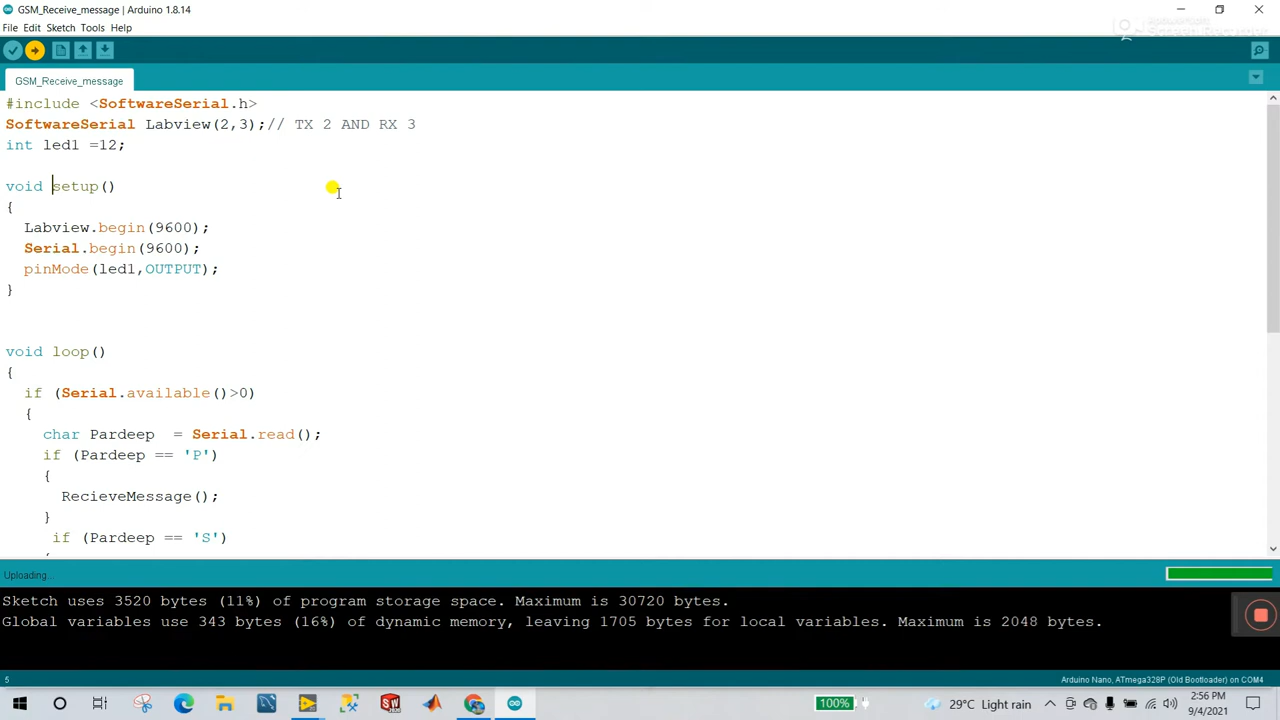 GSM_Receive_message | Arduino 1.8.14
File Edit Sketch Tools Help
GSM_Receive_message
#include <SoftwareSerial.h>
SoftwareSerial Labview(2,3);// TX 2 AND RX 3
int led1 =12;
void setup()
{
Labview.begin(9600);
Serial.begin(9600);
pinMode(led1,OUTPUT);
}
void loop()
{
if (Serial.available()>0)
{
char Pardeep  = Serial.read();
if (Pardeep == 'P')
{
RecieveMessage();
}
if (Pardeep == 'S')
Uploading...
Sketch uses 3520 bytes (11%) of program storage space. Maximum is 30720 bytes.
Global variables use 343 bytes (16%) of dynamic memory, leaving 1705 bytes for local variables. Maximum is 2048 bytes.
5
Arduino Nano, ATmega328P (Old Bootloader) on COM4
100%
29°C Light rain
2:56 PM
9/4/2021